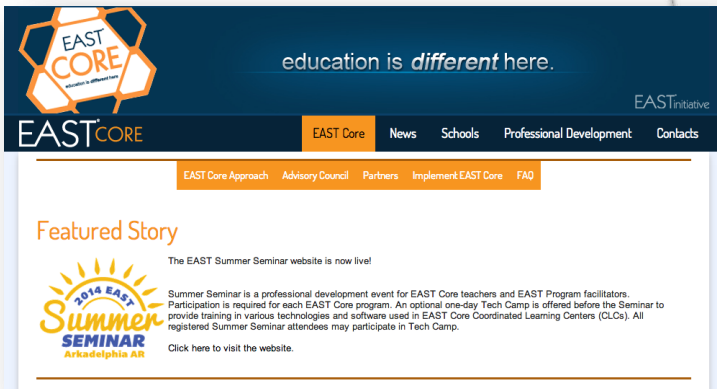 EAST
CORE
education is different here
education is different here.
EASTinitiative
EAST CORE
EAST Core News Schools Professional Development Contacts
EAST Core Approach Advisory Council Partners Implement EAST Core FAQ
Featured Story
The EAST Summer Seminar website is now live!
2014 EAST
Summer
SEMINAR
Arkadelphia AR
Summer Seminar is a professional development event for EAST Core teachers and EAST Program facilitators.
Participation is required for each EAST Core program. An optional one-day Tech Camp is offered before the Seminar to
provide training in various technologies and software used in EAST Core Coordinated Learning Centers (CLCs). All
registered Summer Seminar attendees may participate in Tech Camp.
Click here to visit the website.